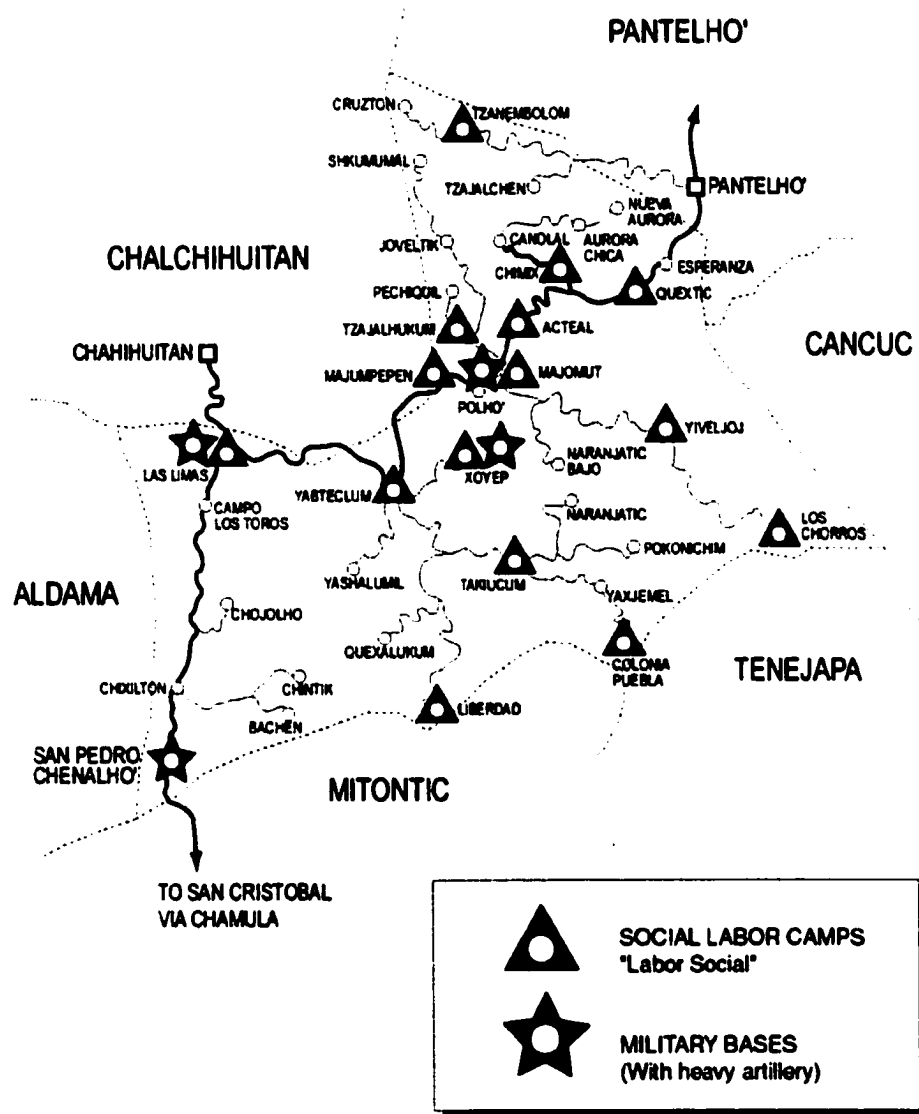 PANTELHO'
CRUZTON
TZANEMBOLOM
SHKUMUMAL
TZAJALCHEN
PANTELHO'
NUEVA
AURORA
CHALCHIHUITAN
JOVELTIK
CANOLAL
AURORA
CHICA
CHIMIX
ESPERANZA
PECHIQUIL
QUEXTIC
TZAJALHUKUM
ACTEAL
CANCUC
CHAHIHUITAN
MAJUMPEPEN
MAJOMUT
POLHO'
YIVELJOJ
LAS LIMAS
XOYEP
NARANJATIC
BAJO
YABTECLUM
CAMPO
LOS TOROS
NARANJATIC
LOS
CHORROS
POKONICHIM
ALDAMA
YASHALUMIL
TAKIUCUM
YAXJEMEL
CHOJOLHO
QUEXALUKUM
COLONIA
PUEBLA
TENEJAPA
CHIXILTON
CHINTIK
LIBERDAD
BACHEN
SAN PEDRO
CHENALHO'
MITONTIC
TO SAN CRISTOBAL
VIA CHAMULA
SOCIAL LABOR CAMPS
"Labor Social"
MILITARY BASES
(With heavy artillery)